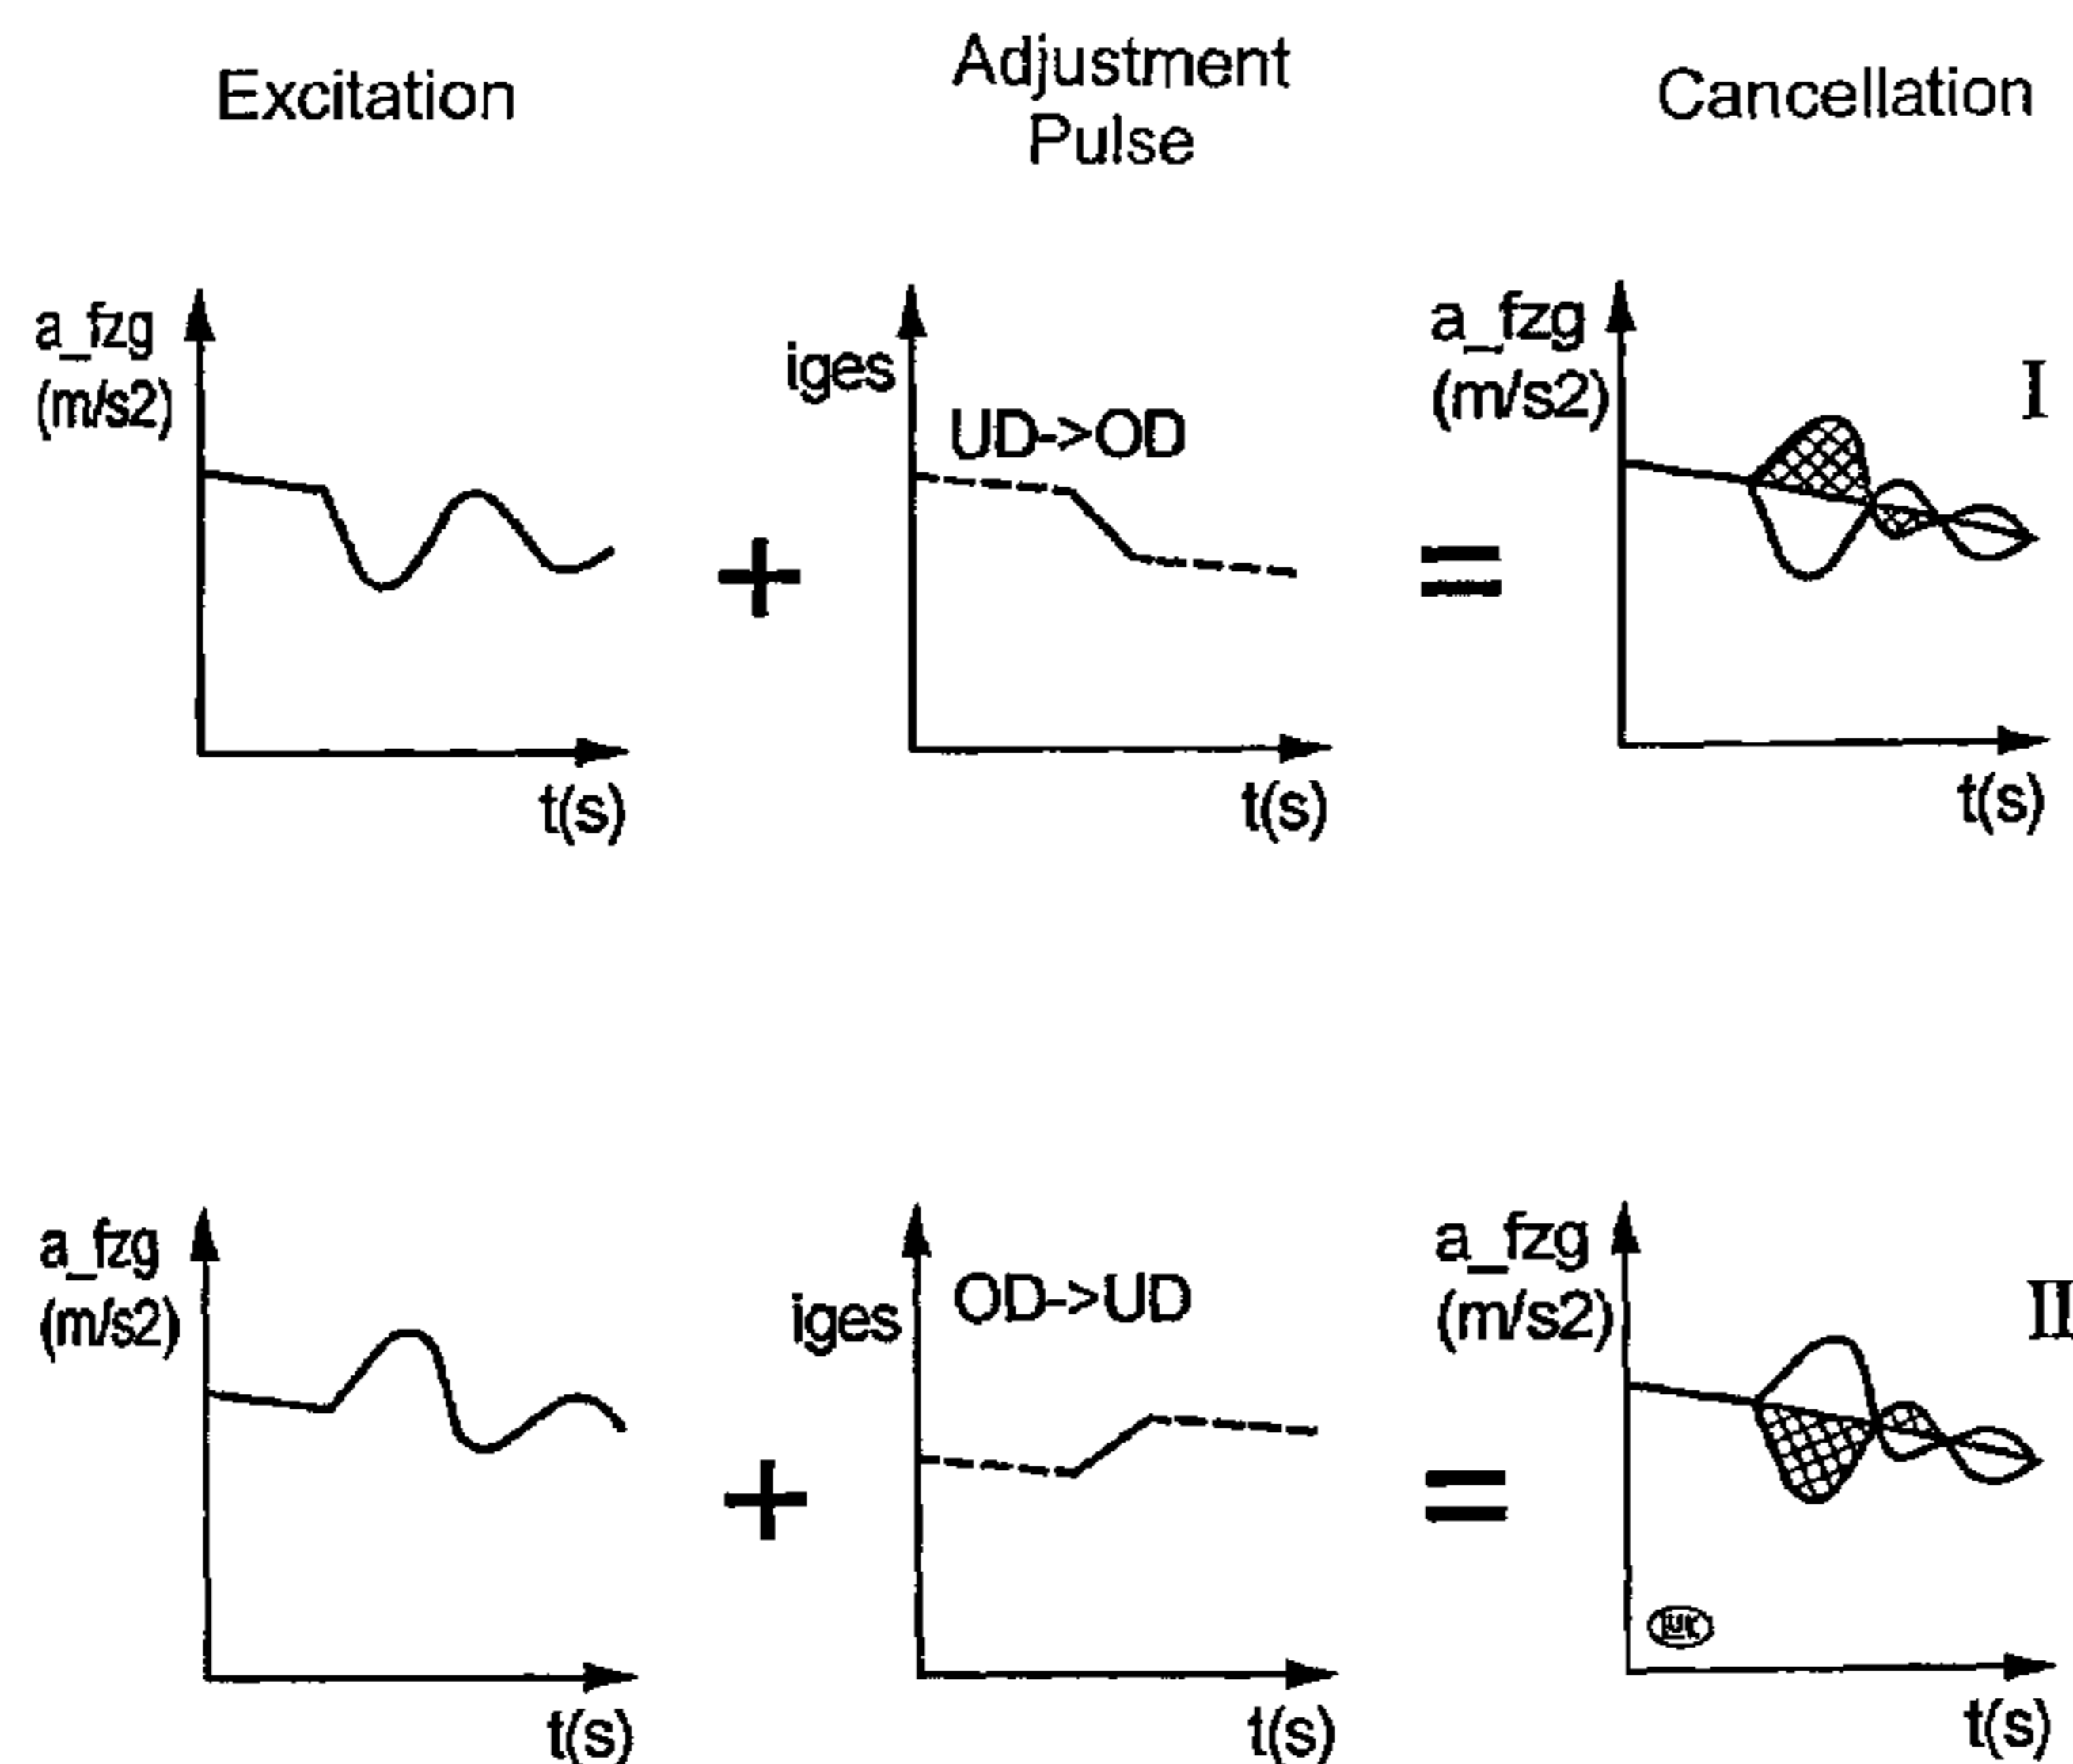 Excitation
Adjustment
Pulse
Cancellation
a_fzg
(m/s2)
t(s)
+
iges
UD->OD
t(s)
=
a_fzg
(m/s2)
I
t(s)
a_fzg
(m/s2)
t(s)
+
iges
OD->UD
t(s)
=
a_fzg
(m/s2)
II
t(s)